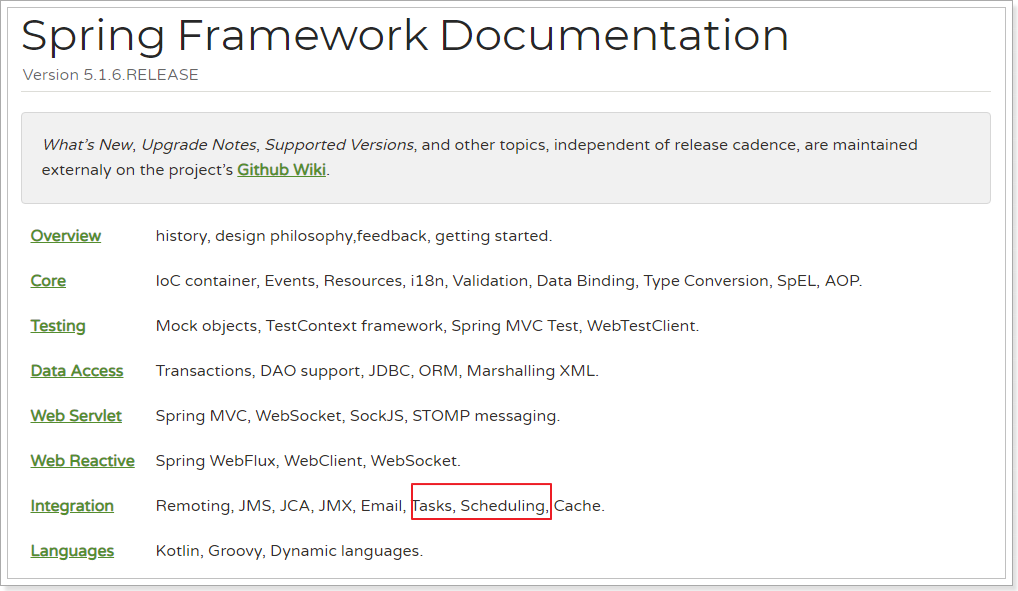 Spring Framework Documentation
Version 5.1.6.RELEASE
What's New, Upgrade Notes, Supported Versions, and other topics, independent of release cadence, are maintained
externaly on the project's Github Wiki.
Overview history, design philosophy,feedback, getting started.
Core IoC container, Events, Resources, i18n, Validation, Data Binding, Type Conversion, SpEL, AOP.
Testing Mock objects, TestContext framework, Spring MVC Test, WebTestClient.
Data Access Transactions, DAO support, JDBC, ORM, Marshalling XML.
Web Servlet Spring MVC, WebSocket, SockJS, STOMP messaging.
Web Reactive Spring WebFlux, WebClient, WebSocket.
Integration Remoting, JMS, JCA, JMX, Email, Tasks, Scheduling, Cache.
Languages Kotlin, Groovy, Dynamic languages.